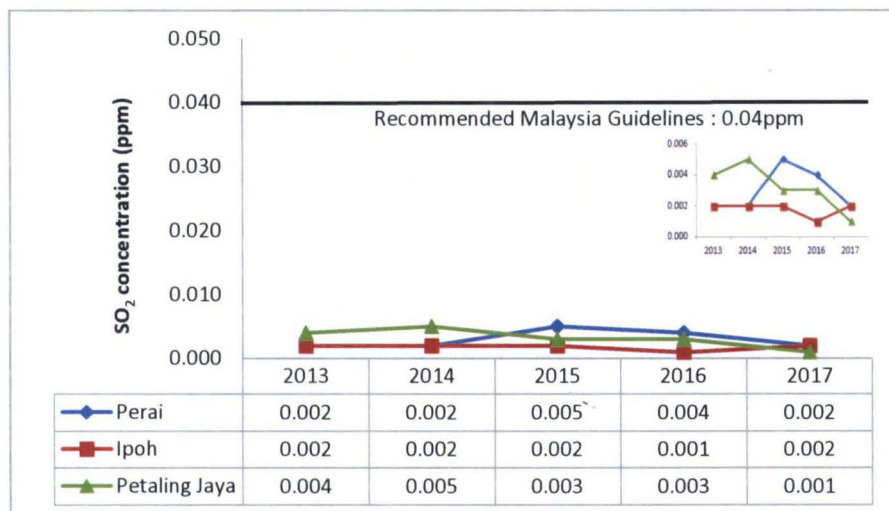 0.050
0.040
0.030
0.020
0.010
0.000
SO₂ concentration (ppm)
Recommended Malaysia Guidelines : 0.04ppm
0.006
0.004
0.002
0.000
2013 2014 2015 2016 2017
2013 2014 2015 2016 2017
Perai 0.002 0.002 0.005 0.004 0.002
Ipoh 0.002 0.002 0.002 0.001 0.002
Petaling Jaya 0.004 0.005 0.003 0.003 0.001